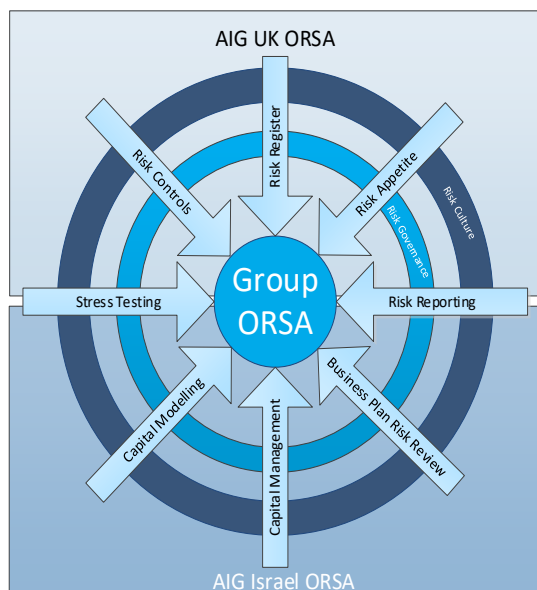 AIG UK ORSA
Risk Register
Risk Controls
Risk Appetite
Risk Culture
Risk Governance
Group
ORSA
Stress Testing
Risk Reporting
Capital Modelling
Capital Management
Business Plan Risk Review
AIG Israel ORSA